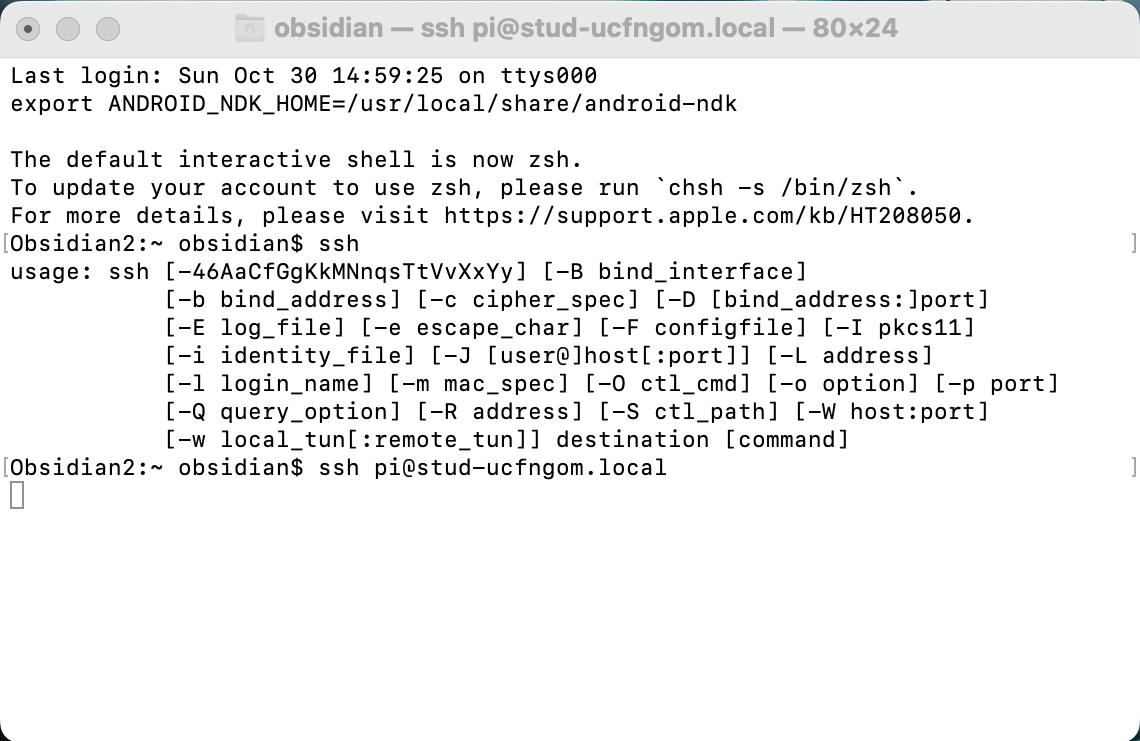 obsidian — ssh pi@stud-ucfngom.local — 80×24
Last login: Sun Oct 30 14:59:25 on ttys000
export ANDROID_NDK_HOME=/usr/local/share/android-ndk
The default interactive shell is now zsh.
To update your account to use zsh, please run `chsh -s /bin/zsh`.
For more details, please visit https://support.apple.com/kb/HT208050.
[Obsidian2:~ obsidian$ ssh ]
usage: ssh [-46AaCfGgKkMNnqsTtVvXxYy] [-B bind_interface]
[-b bind_address] [-c cipher_spec] [-D [bind_address:]port]
[-E log_file] [-e escape_char] [-F configfile] [-I pkcs11]
[-i identity_file] [-J [user@]host[:port]] [-L address]
[-l login_name] [-m mac_spec] [-O ctl_cmd] [-o option] [-p port]
[-Q query_option] [-R address] [-S ctl_path] [-W host:port]
[-w local_tun[:remote_tun]] destination [command]
[Obsidian2:~ obsidian$ ssh pi@stud-ucfngom.local ]